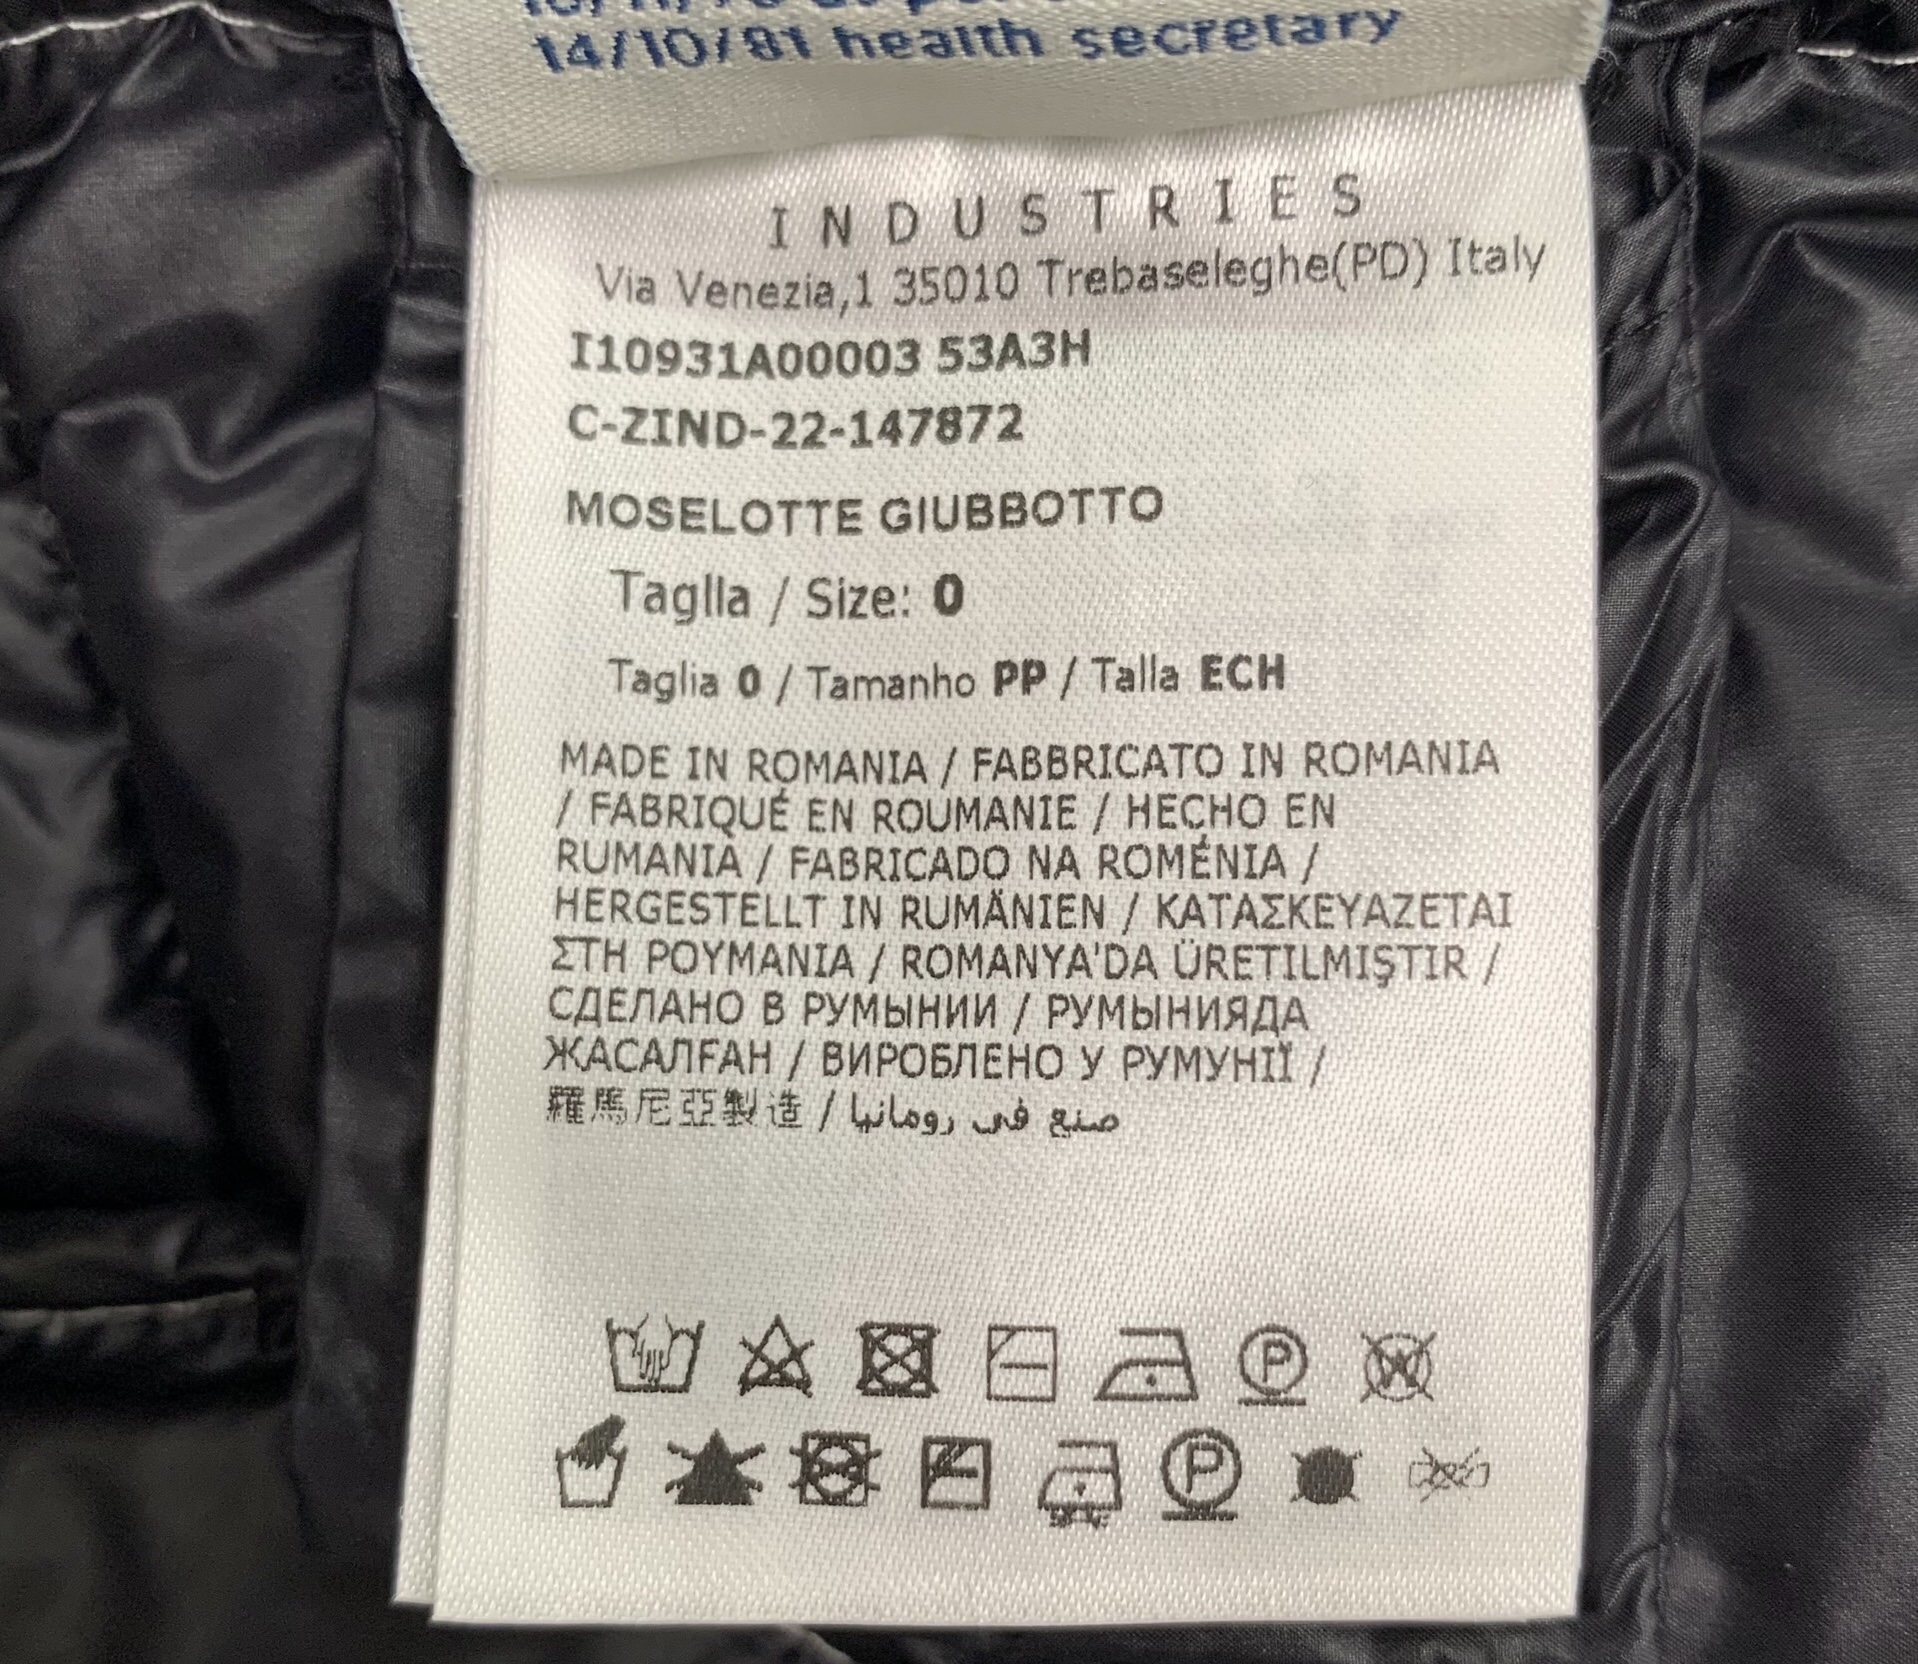 14/10/81 health secretary
INDUSTRIES
Via Venezia,1 35010 Trebaseleghe(PD) Italy
I10931A00003 53A3H
C-ZIND-22-147872
MOSELOTTE GIUBBOTTO
Taglla / Size: 0
Taglia 0 / Tamanho PP / Talla ECH
MADE IN ROMANIA / FABBRICATO IN ROMANIA
/ FABRIQUÉ EN ROUMANIE / HECHO EN
RUMANIA / FABRICADO NA ROMÉNIA /
HERGESTELLT IN RUMÄNIEN / ΚΑΤΑΣΚΕΥΑΖΕΤΑΙ
ΣΤΗ ΡΟΥΜΑΝΙΑ / ROMANYA'DA ÜRETILMIŞTIR /
СДЕЛАНО В РУМЫНИИ / РУМЫНИЯДА
ЖАСАЛҒАН / ВИРОБЛЕНО У РУМУНІЇ /
羅馬尼亞製造 / صنع في رومانيا
P W
P